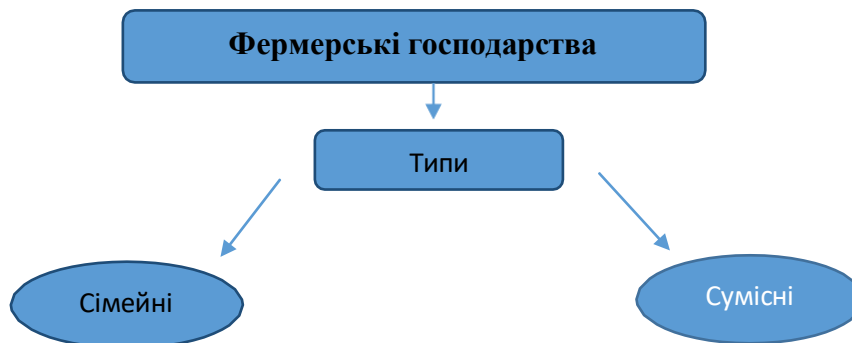 Фермерські господарства
Типи
Сімейні
Сумісні